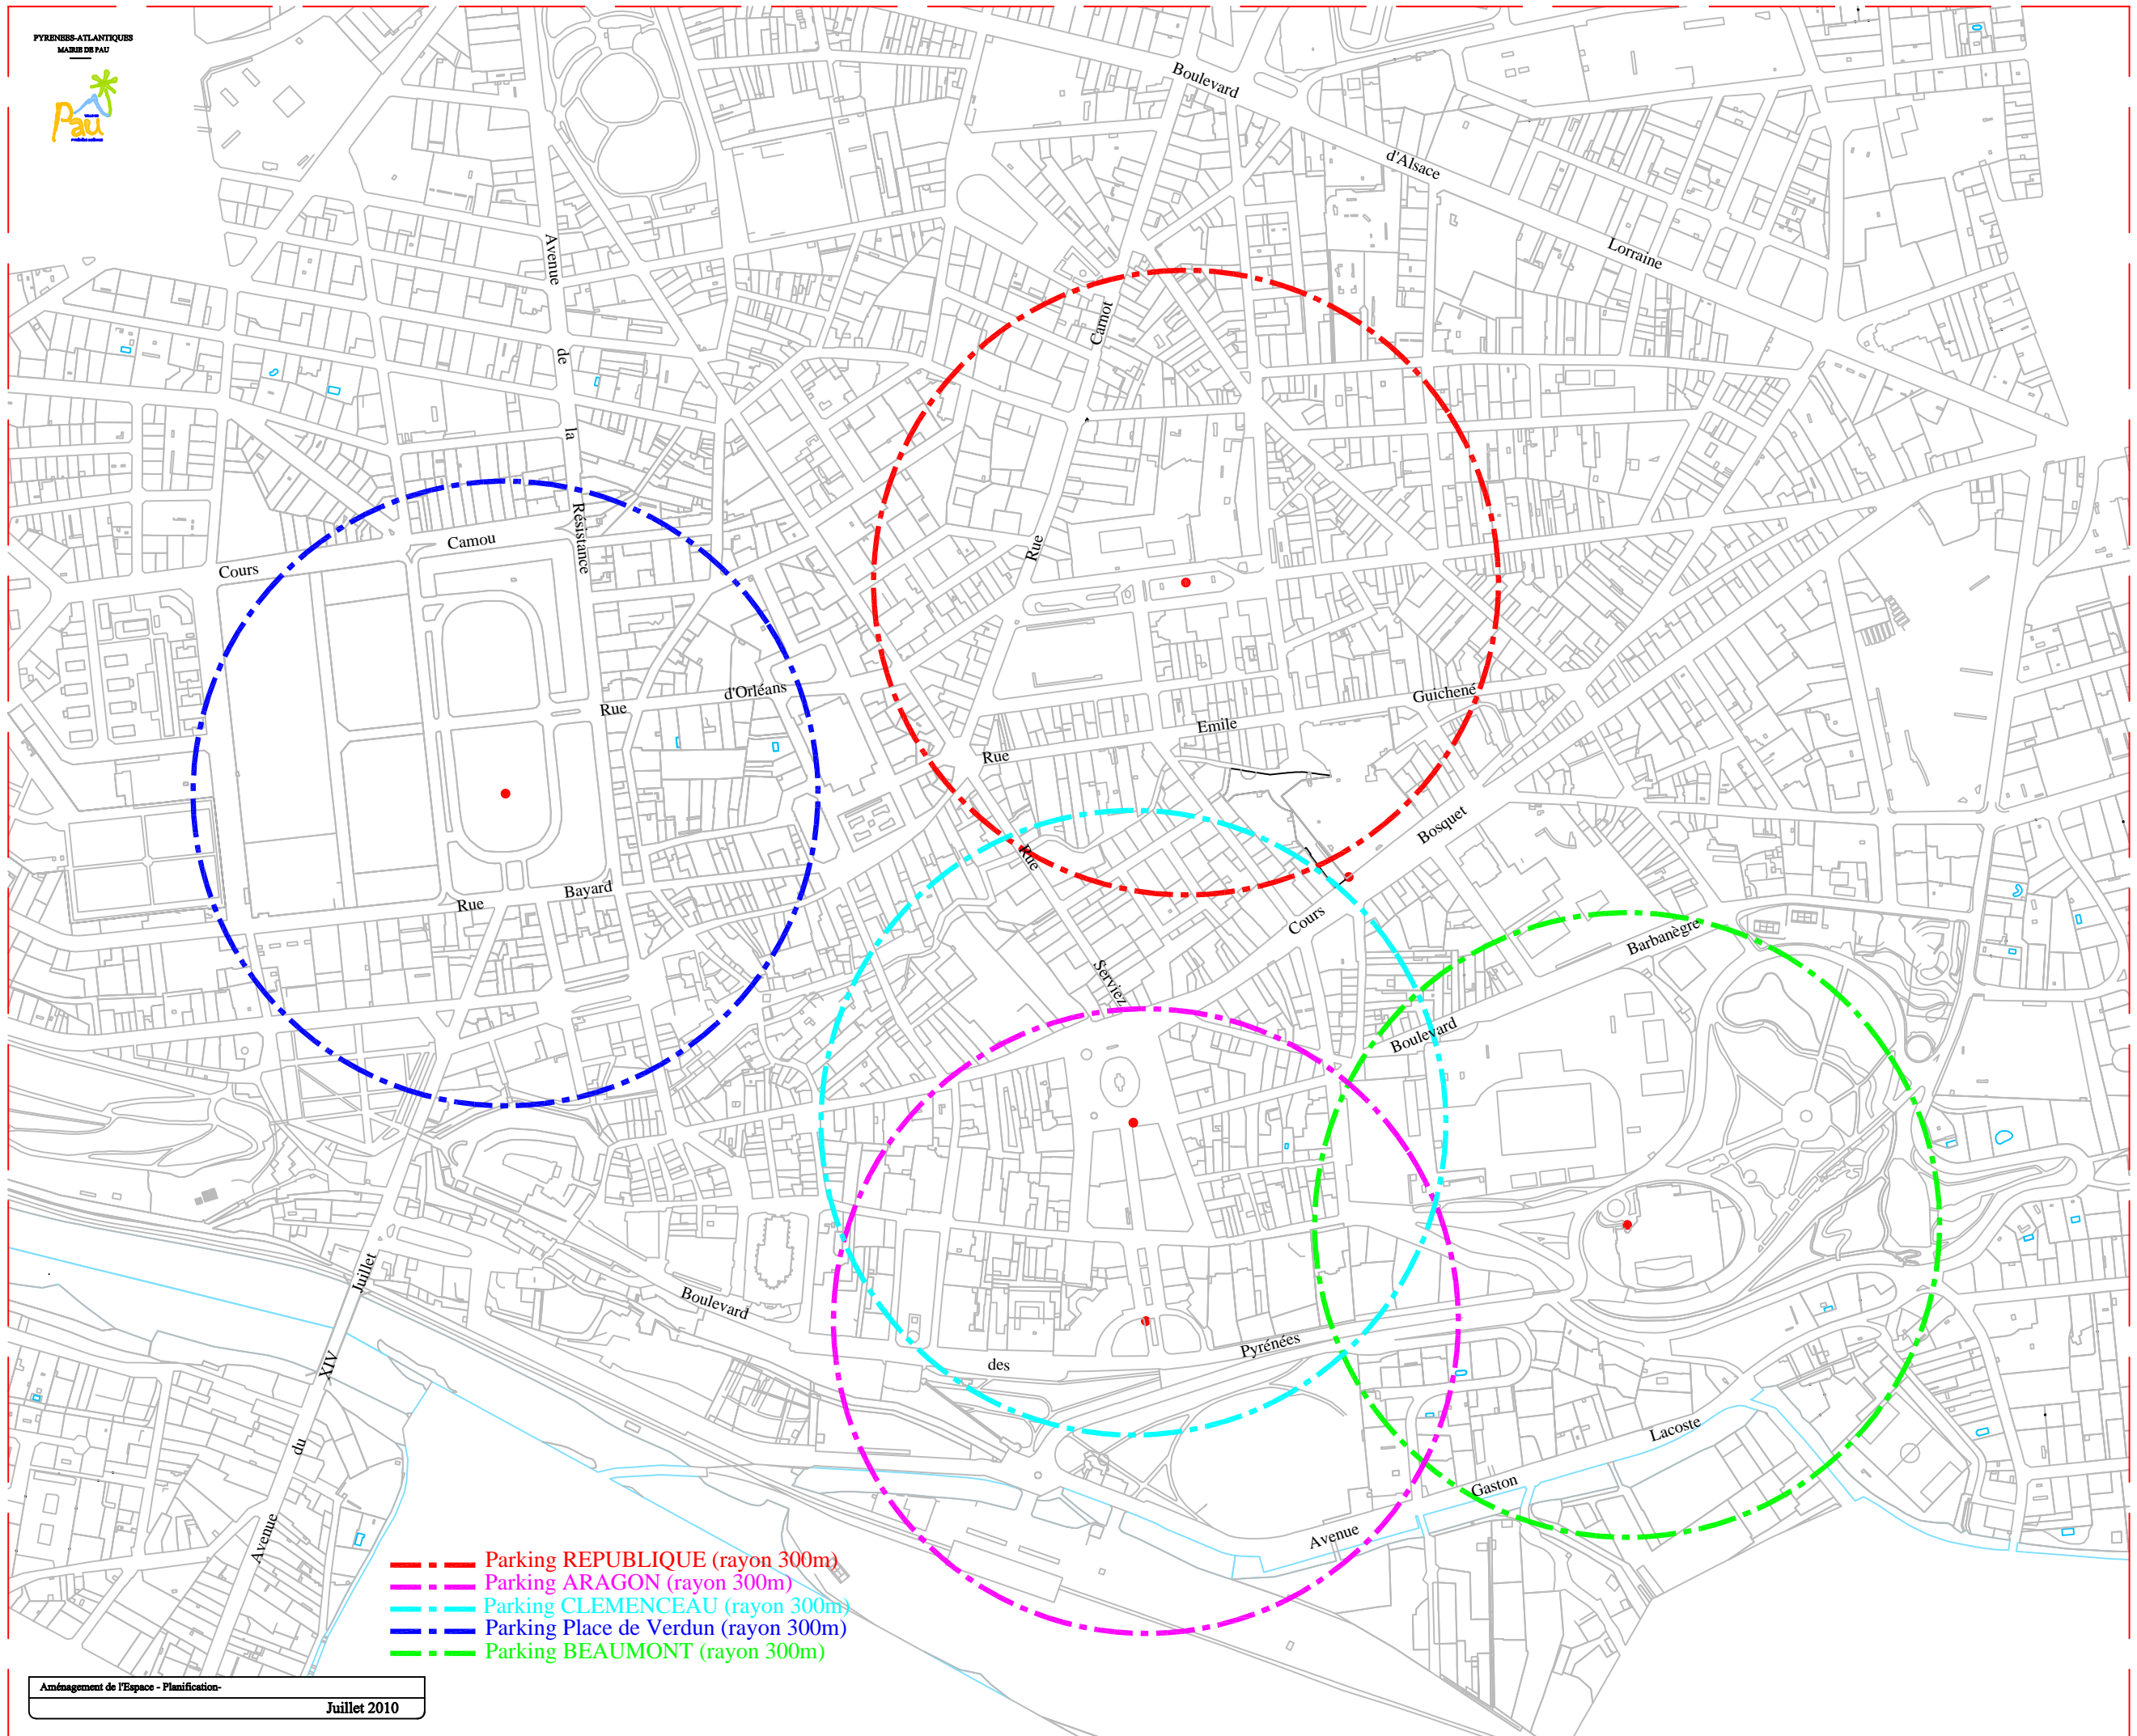 PYRENEES-ATLANTIQUES
MAIRIE DE PAU
Pau
Boulevard
d'Alsace
Lorraine
Avenue
de
la
Résistance
Carnot
Rue
Cours
Camou
Rue
d'Orléans
Rue
Emile
Guichené
Rue
Bayard
Rue
Serviez
Cours
Bosquet
Boulevard
Barbanègre
Boulevard
des
Pyrénées
Avenue
du
XIV
Juillet
Avenue
Gaston
Lacoste
Parking REPUBLIQUE (rayon 300m)
Parking ARAGON (rayon 300m)
Parking CLEMENCEAU (rayon 300m)
Parking Place de Verdun (rayon 300m)
Parking BEAUMONT (rayon 300m)
Aménagement de l'Espace - Planification-
Juillet 2010